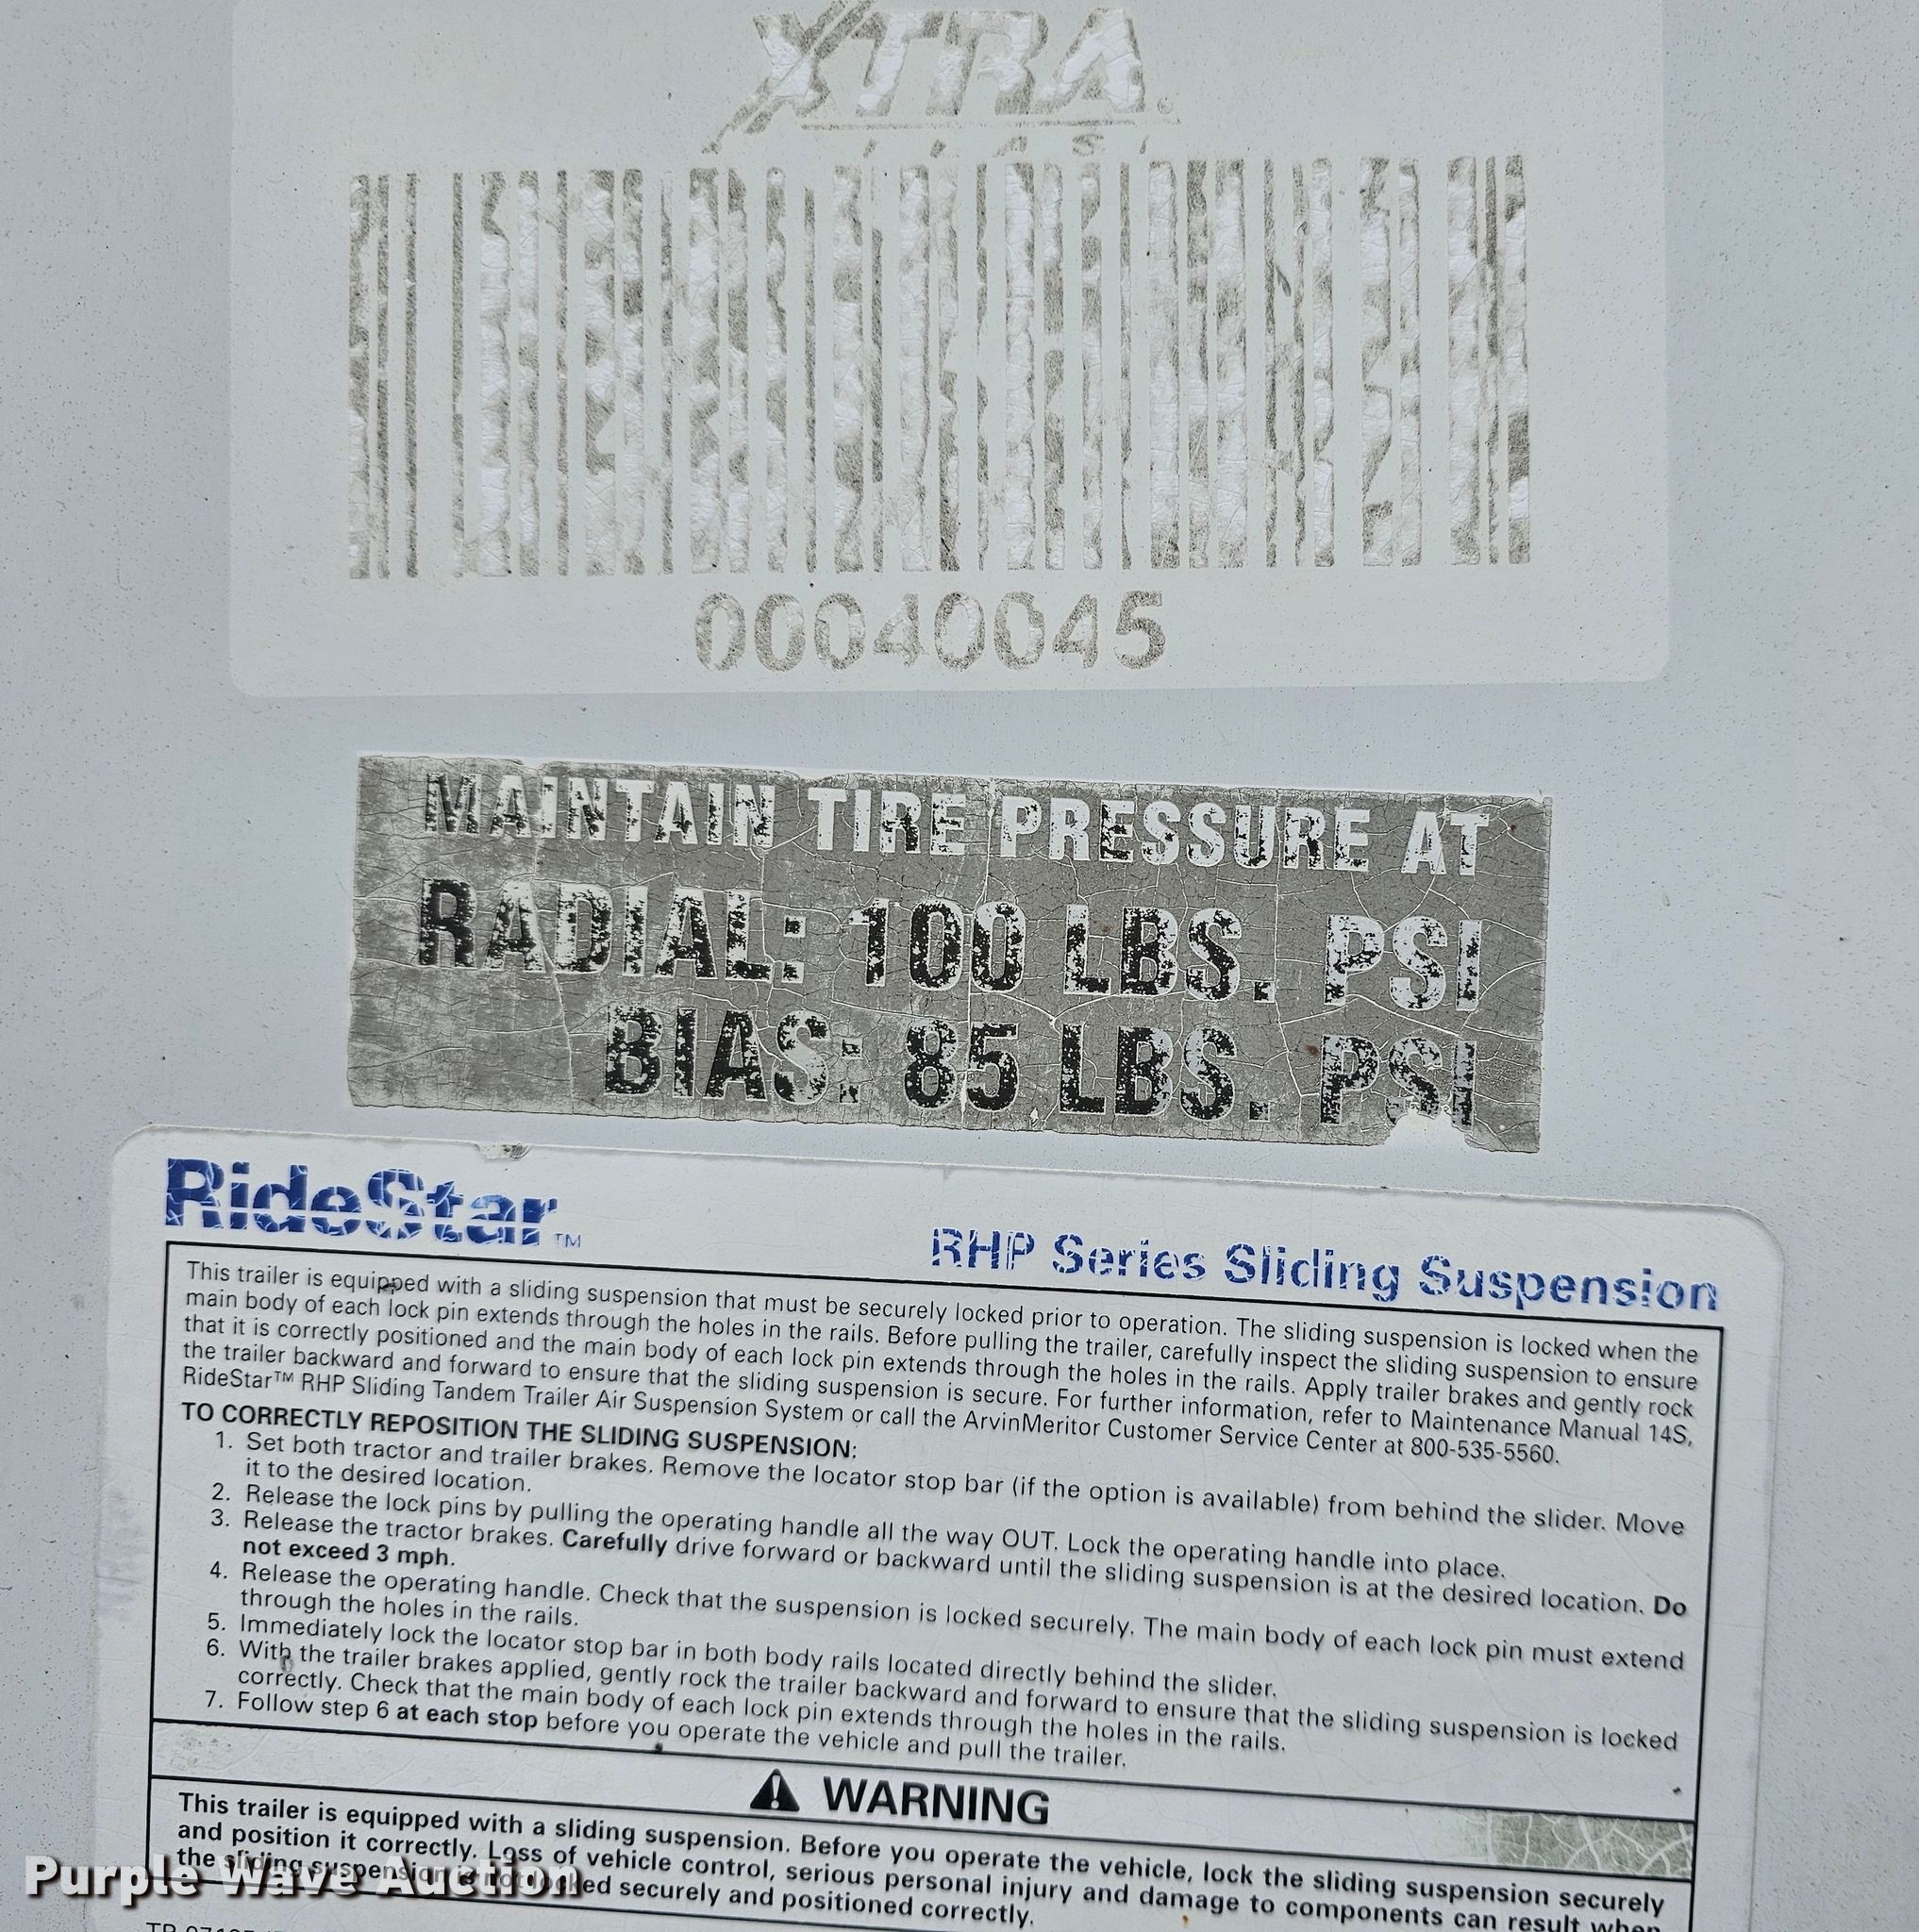 XTRA
00040045
MAINTAIN TIRE PRESSURE AT
RADIAL: 100 LBS. PSI
BIAS: 85 LBS. PSI
RideStar™
RHP Series Sliding Suspension
This trailer is equipped with a sliding suspension that must be securely locked prior to operation. The sliding suspension is locked when the
main body of each lock pin extends through the holes in the rails. Before pulling the trailer, carefully inspect the sliding suspension to ensure
that it is correctly positioned and the main body of each lock pin extends through the holes in the rails. Apply trailer brakes and gently rock
the trailer backward and forward to ensure that the sliding suspension is secure. For further information, refer to Maintenance Manual 14S,
RideStar™ RHP Sliding Tandem Trailer Air Suspension System or call the ArvinMeritor Customer Service Center at 800-535-5560.
TO CORRECTLY REPOSITION THE SLIDING SUSPENSION:
1. Set both tractor and trailer brakes. Remove the locator stop bar (if the option is available) from behind the slider. Move
it to the desired location.
2. Release the lock pins by pulling the operating handle all the way OUT. Lock the operating handle into place.
3. Release the tractor brakes. Carefully drive forward or backward until the sliding suspension is at the desired location. Do
not exceed 3 mph.
4. Release the operating handle. Check that the suspension is locked securely. The main body of each lock pin must extend
through the holes in the rails.
5. Immediately lock the locator stop bar in both body rails located directly behind the slider.
6. With the trailer brakes applied, gently rock the trailer backward and forward to ensure that the sliding suspension is locked
correctly. Check that the main body of each lock pin extends through the holes in the rails.
7. Follow step 6 at each stop before you operate the vehicle and pull the trailer.
WARNING
This trailer is equipped with a sliding suspension. Before you operate the vehicle, lock the sliding suspension securely
and position it correctly. Loss of vehicle control, serious personal injury and damage to components can result when
the sliding suspension is not locked securely and positioned correctly.
Purple Wave Auction